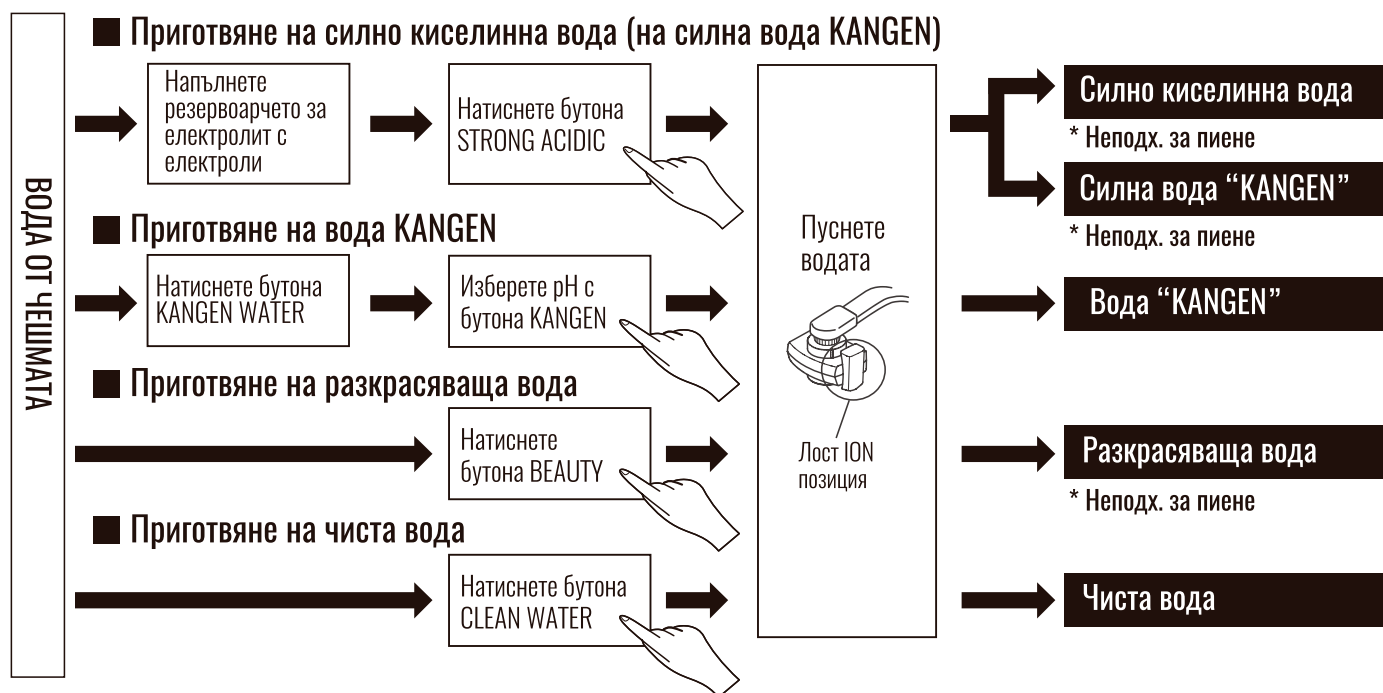 ВОДА ОТ ЧЕШМАТА
Приготвяне на силно киселинна вода (на силна вода KANGEN)
Напълнете
резервоарчето за
електролит с
електроли
Натиснете бутона
STRONG ACIDIC
Силно киселинна вода
* Неподх. за пиене
Силна вода “KANGEN”
* Неподх. за пиене
Приготвяне на вода KANGEN
Натиснете бутона
KANGEN WATER
Изберете pH с
бутона KANGEN
Пуснете
водата
Лост ION
позиция
Вода “KANGEN”
Приготвяне на разкрасяваща вода
Натиснете
бутона BEAUTY
Разкрасяваща вода
* Неподх. за пиене
Приготвяне на чиста вода
Натиснете бутона
CLEAN WATER
Чиста вода